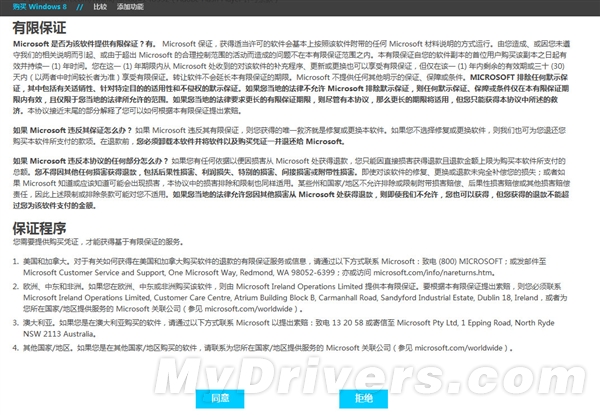 购买 Windows 8 // 比较 添加功能
有限保证
Microsoft 是否为该软件提供有限保证？有。 Microsoft 保证，获得适当许可的软件会基本上按照该软件附带的任何 Microsoft 材料说明的方式运行。由您造成、或因您未遵
守我们的相关说明而引起、或由于超出 Microsoft 的合理控制范围的活动而造成的问题不在本有限保证范围之内。本有限保证自您的软件副本的首位用户购买该副本之日起有
效并持续一 (1) 年时间。您在这一 (1) 年期限内从 Microsoft 处收到的对该软件的补充程序、更新或更换也可以享受有限保证，但仅在该一 (1) 年内剩余的有效期或三十 (30)
天内 ( 以两者中时间较长者为准 ) 享受有限保证。转让软件不会延长本有限保证的期限。Microsoft 不提供任何其他明示的保证、保障或条件。MICROSOFT 排除任何默示保
证，其中包括有关适销性、针对特定目的的适用性和不侵权的默示保证。如果您当地的法律不允许 Microsoft 排除默示保证，则任何默示保证、保障或条件仅在本有限保证期
限内有效，且仅限于您当地的法律所允许的范围。如果您当地的法律要求更长的有限保证期限，则尽管有本协议，那么更长的期限将适用，但您只能获得本协议中所述的救
济。本协议接近末尾的部分解释了您可以如何根据本有限保证提出索赔。
如果 Microsoft 违反其保证怎么办？ 如果 Microsoft 违反其有限保证，则您获得的唯一救济就是修复或更换本软件。如果您不选择修复或更换软件，则我们也可为您退还您
购买本软件所支付的款项。在退款前，您必须卸载本软件并将软件以及购买凭证一并退还给 Microsoft。
如果 Microsoft 违反本协议的任何部分怎么办？ 如果您有任何依据以便因损害从 Microsoft 处获得退款，您只能因直接损害获得退款且退款金额上限为购买本软件所支付的
总额。您不得因其他任何损害获得退款，包括后果性损害、利润损失、特别的损害、间接损害或附带性损害。即使对该软件的修复、更换或退款未完全补偿您的损失；或者如
果 Microsoft 知道或应该知道可能会出现损害，本协议中的损害排除和限制也同样适用。某些州和国家/地区不允许排除或限制附带损害赔偿、后果性损害赔偿或其他损害赔偿
责任，因此上述限制或排除条款可能对您不适用。如果您当地的法律允许您因其他损害从 Microsoft 处获得退款，则即使我们不允许，您也可以获得，但您获得的退款不能超
过您为该软件支付的金额。
保证程序
您需要提供购买凭证，才能获得基于有限保证的服务。
1. 美国和加拿大。对于有关如何获得在美国和加拿大购买软件的退款的有限保证服务或信息，请通过以下方式联系 Microsoft：致电 (800) MICROSOFT；或发邮件至
Microsoft Customer Service and Support, One Microsoft Way, Redmond, WA 98052-6399；亦或访问 microsoft.com/info/nareturns.htm。
2. 欧洲、中东和非洲。如果您在欧洲、中东或非洲购买该软件，则由 Microsoft Ireland Operations Limited 提供本有限保证。要根据本有限保证提出索赔，则您必须联系
Microsoft Ireland Operations Limited, Customer Care Centre, Atrium Building Block B, Carmanhall Road, Sandyford Industrial Estate, Dublin 18, Ireland，或者为
您所在国家/地区提供服务的 Microsoft 关联公司 ( 参见 microsoft.com/worldwide ) 。
3. 澳大利亚。如果您是在澳大利亚购买的软件，请通过以下方式联系 Microsoft 以提出索赔：致电 13 20 58 或寄信至 Microsoft Pty Ltd, 1 Epping Road, North Ryde
NSW 2113 Australia。
4. 其他国家/地区。如果您是在其他国家/地区购买的软件，请联系为您所在国家/地区提供服务的 Microsoft 关联公司 ( 参见 microsoft.com/worldwide ) 。
同意 拒绝
MyDrivers.com